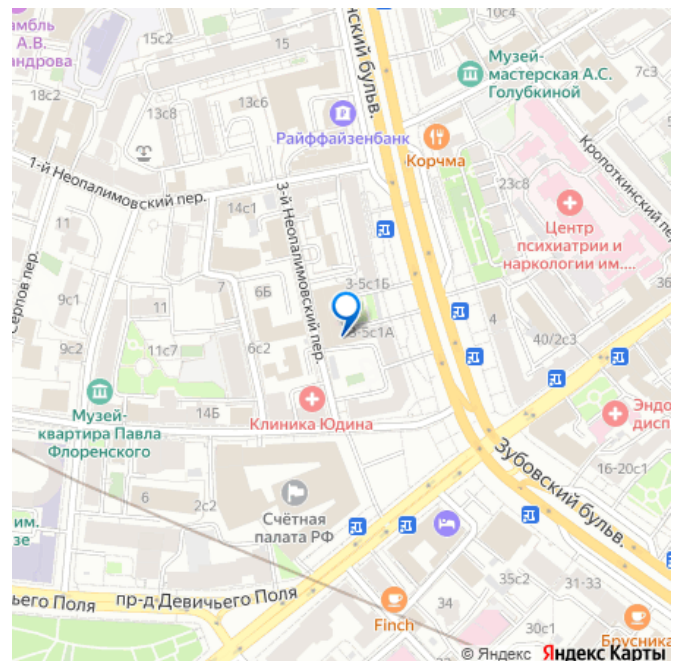 амбль
А.В.
андрова
15с2
15
нский бульв.
10с4
Музей-
мастерская А.С.
Голубкиной
7с3
18с2
13с8
13с6
Райффайзенбанк
Корчма
1-й Неопалимовский пер.
3-й Неопалимовский пер.
Кропоткинский пе
23с8
Центр
психиатрии и
наркологии им....
11
14с1
Серпов пер.
9с1
11
7
6Б
3-5с1Б
3-5с1А
36
4
40/2с3
9с2
11с7
6с2
Музей-
квартира Павла
Флоренского
14Б
Клиника Юдина
Эндо
дисп
Зубовский бульв.
16-20с1
6
2с2
Счётная
палата РФ
им.
зе
ьего Поля
пр-д Девичьего Поля
Finch
34
35с2
31-33
30с1
Брусника
© Яндекс Яндекс Карты